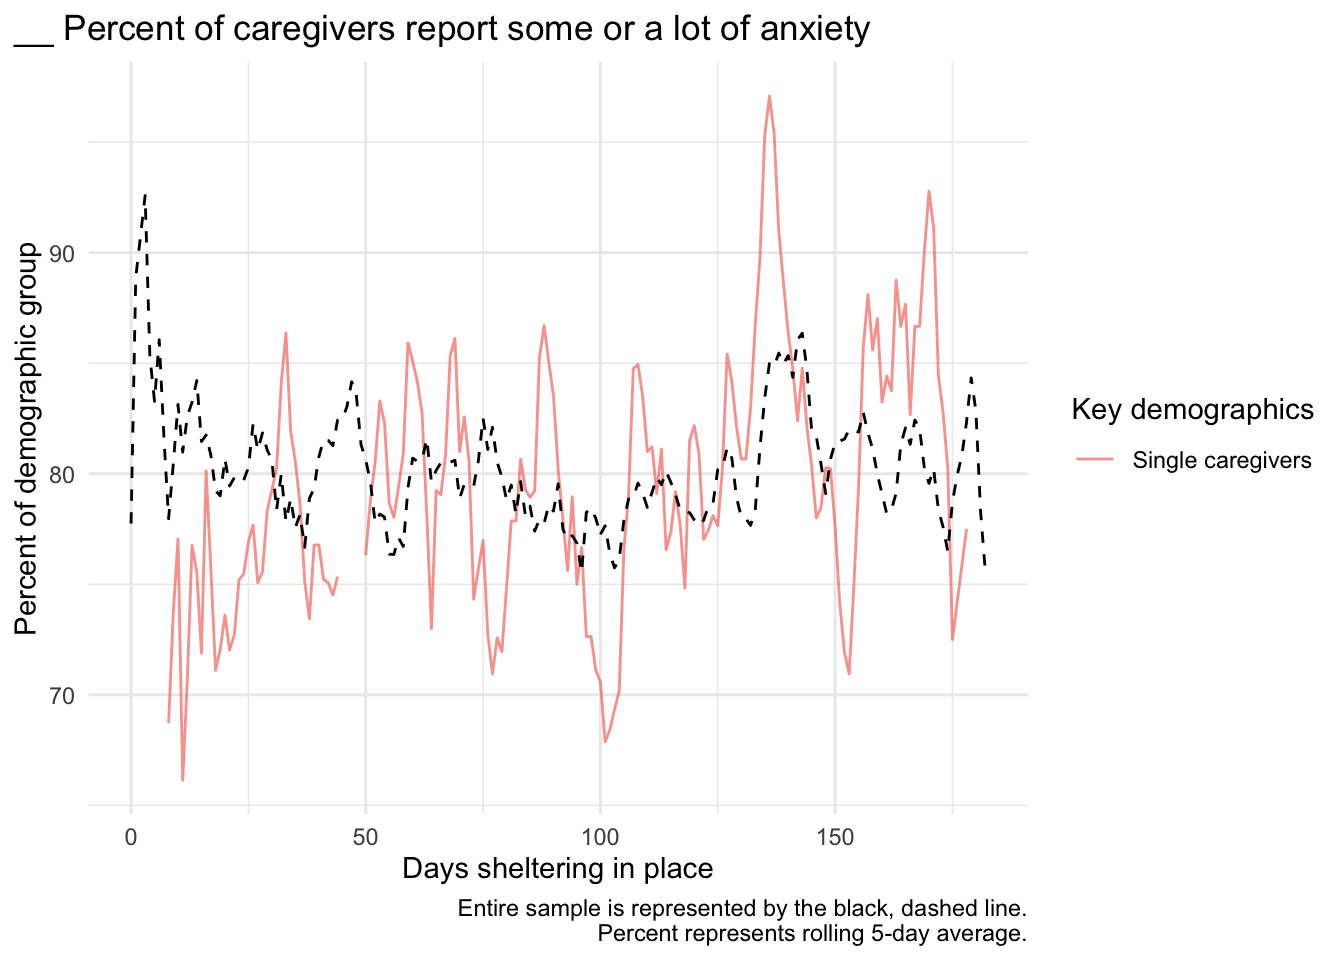 __ Percent of caregivers report some or a lot of anxiety
Percent of demographic group
90
80
70
0
50
100
150
Days sheltering in place
Key demographics
Single caregivers
Entire sample is represented by the black, dashed line.
Percent represents rolling 5-day average.